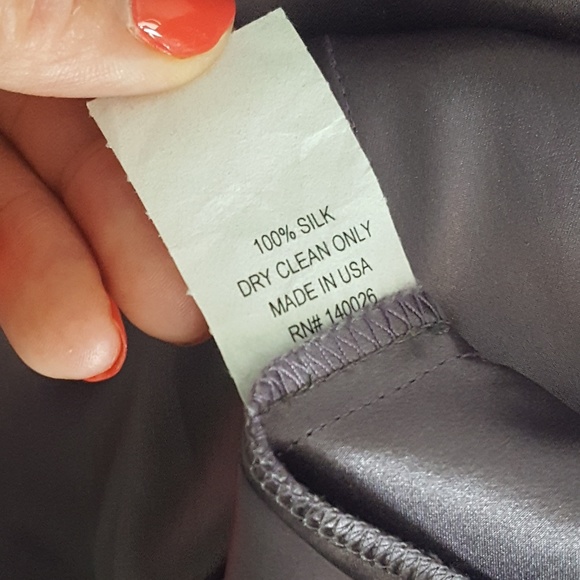 100% SILK
DRY CLEAN ONLY
MADE IN USA
RN# 140026